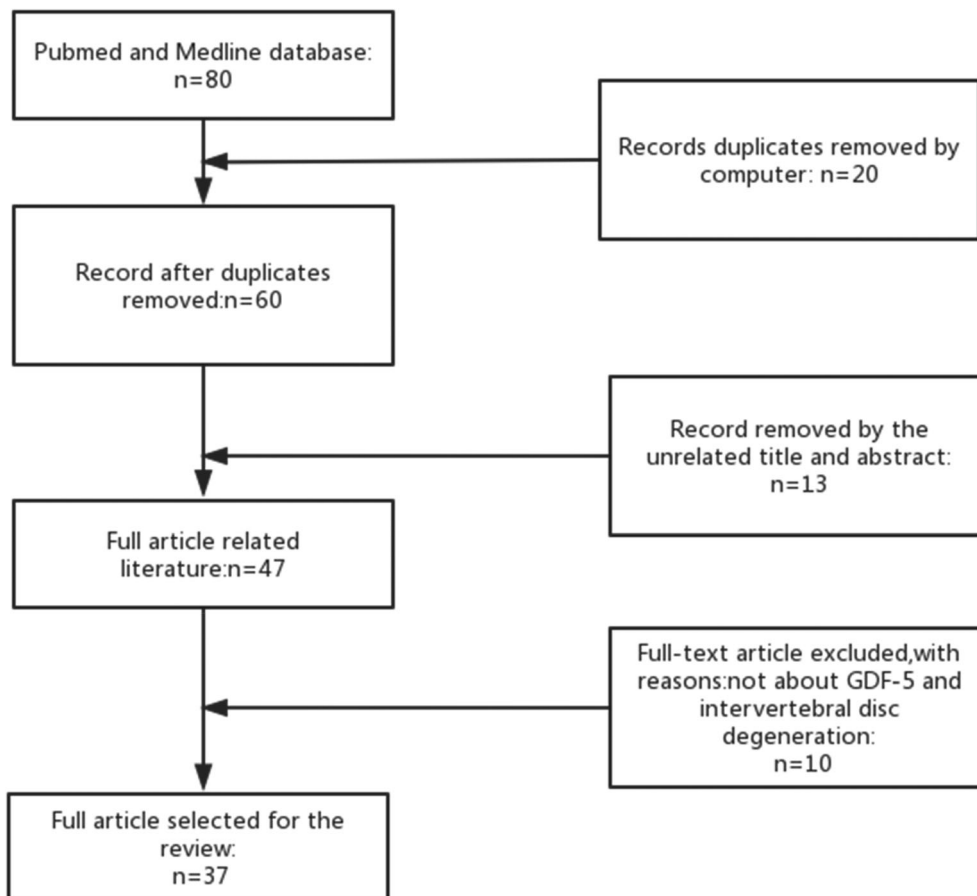 Pubmed and Medline database:
n=80
Records duplicates removed by
computer: n=20
Record after duplicates
removed:n=60
Record removed by the
unrelated title and abstract:
n=13
Full article related
literature:n=47
Full-text article excluded,with
reasons:not about GDF-5 and
intervertebral disc
degeneration:
n=10
Full article selected for the
review:
n=37